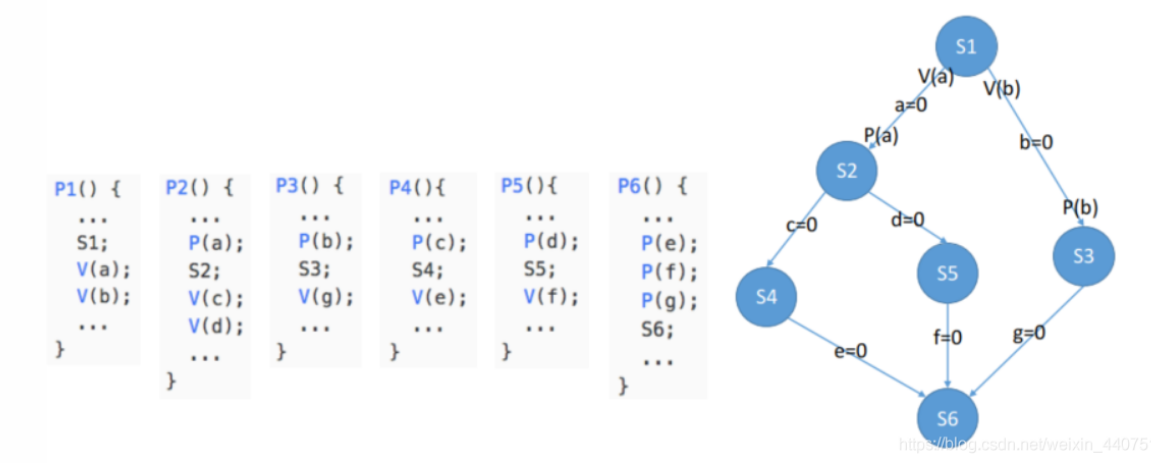 P1() {
...
S1;
V(a);
V(b);
...
}
P2() {
...
P(a);
S2;
V(c);
V(d);
...
}
P3() {
...
P(b);
S3;
V(g);
...
}
P4(){
...
P(c);
S4;
V(e);
...
}
P5(){
...
P(d);
S5;
V(f);
...
}
P6() {
...
P(e);
P(f);
P(g);
S6;
...
}
S1
V(a)
V(b)
a=0
b=0
P(a)
S2
P(b)
c=0
d=0
S3
S5
S4
f=0
g=0
e=0
S6
https://blog.csdn.net/weixin_44075